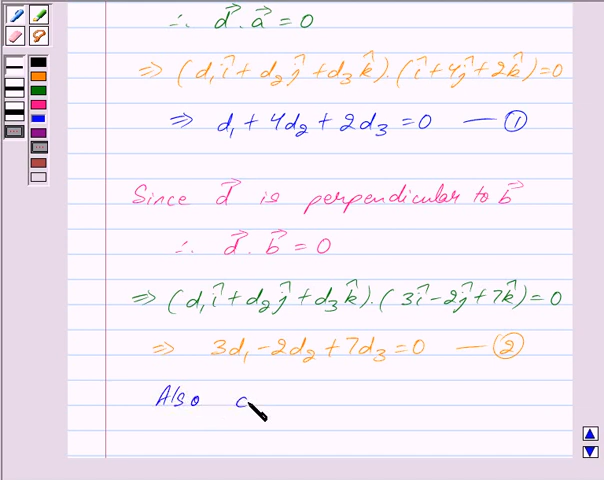 ∴ d⃗ . a⃗ = 0
⇒ (d₁î + d₂ĵ + d₃k̂) . (î + 4ĵ + 2k̂) = 0
⇒ d₁ + 4d₂ + 2d₃ = 0 — ①
Since d⃗ is perpendicular to b⃗
∴ d⃗ . b⃗ = 0
⇒ (d₁î + d₂ĵ + d₃k̂) . (3î − 2ĵ + 7k̂) = 0
⇒ 3d₁ − 2d₂ + 7d₃ = 0 — ②
Also c